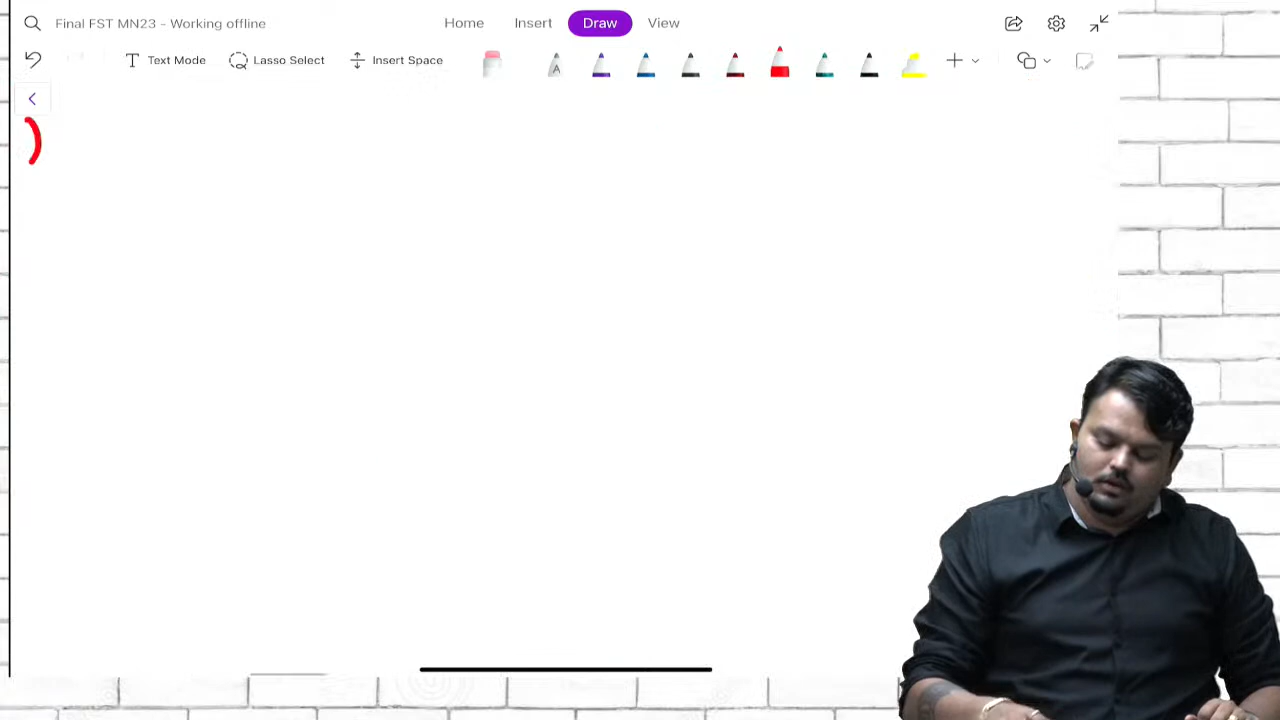 Final FST MN23 - Working offline Home Insert Draw View
Text Mode Lasso Select Insert Space A
)